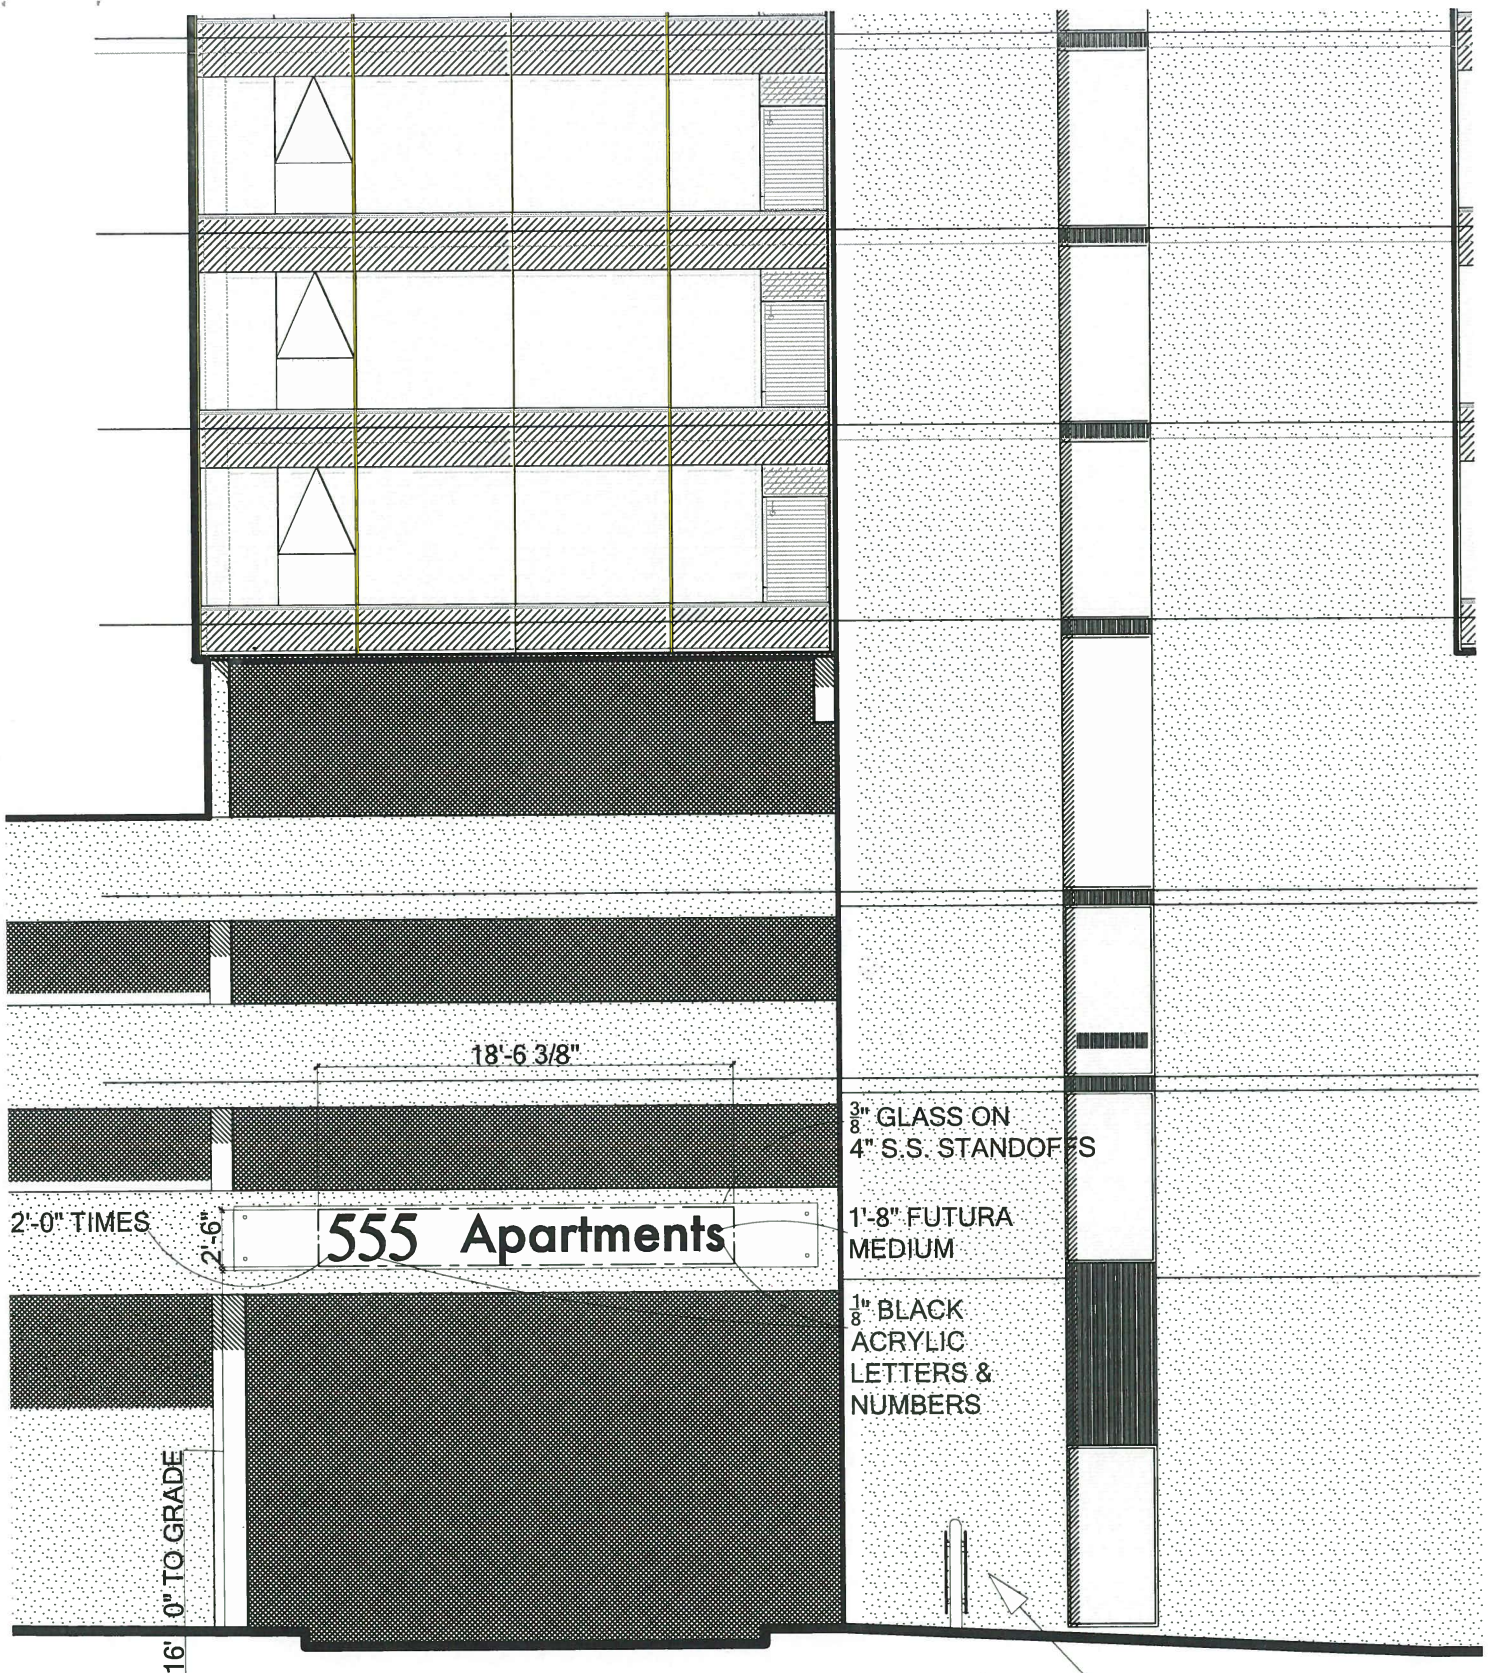 18'-6 3/8"
3/8" GLASS ON
4" S.S. STANDOFFS
2'-0" TIMES
2'-6"
555 Apartments
1'-8" FUTURA
MEDIUM
1/8" BLACK
ACRYLIC
LETTERS &
NUMBERS
16' 0" TO GRADE